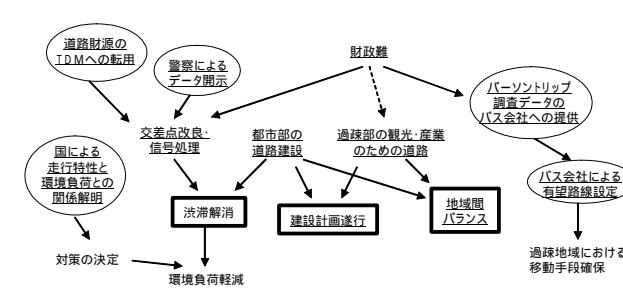 道路財源の
TDMへの転用
警察による
データ開示
財政難
パーソントリップ
調査データの
バス会社への提供
交差点改良・
信号処理
都市部の
道路建設
過疎部の観光・産業
のための道路
国による
走行特性と
環境負荷との
関係解明
バス会社による
有望路線設定
渋滞解消
建設計画遂行
地域間
バランス
対策の決定
環境負荷軽減
過疎地域における
移動手段確保